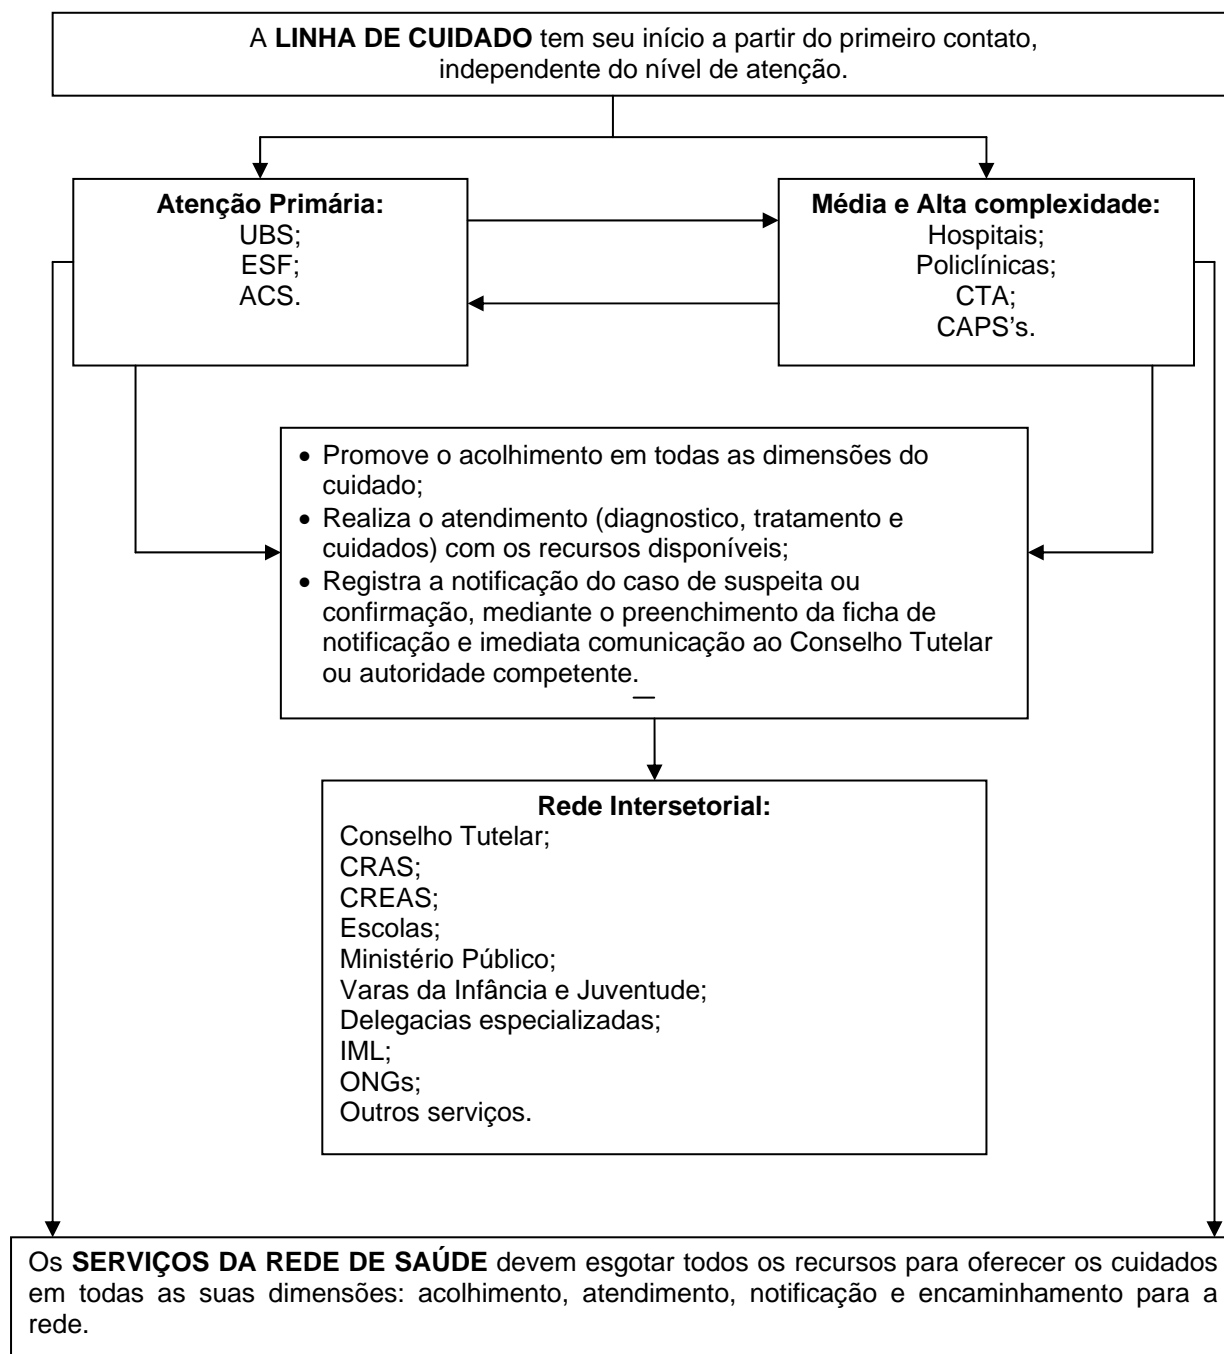 A LINHA DE CUIDADO tem seu início a partir do primeiro contato,
independente do nível de atenção.
Atenção Primária:
UBS;
ESF;
ACS.
Média e Alta complexidade:
Hospitais;
Policlínicas;
CTA;
CAPS’s.
• Promove o acolhimento em todas as dimensões do
cuidado;
• Realiza o atendimento (diagnostico, tratamento e
cuidados) com os recursos disponíveis;
• Registra a notificação do caso de suspeita ou
confirmação, mediante o preenchimento da ficha de
notificação e imediata comunicação ao Conselho Tutelar
ou autoridade competente.
Rede Intersetorial:
Conselho Tutelar;
CRAS;
CREAS;
Escolas;
Ministério Público;
Varas da Infância e Juventude;
Delegacias especializadas;
IML;
ONGs;
Outros serviços.
Os SERVIÇOS DA REDE DE SAÚDE devem esgotar todos os recursos para oferecer os cuidados
em todas as suas dimensões: acolhimento, atendimento, notificação e encaminhamento para a
rede.